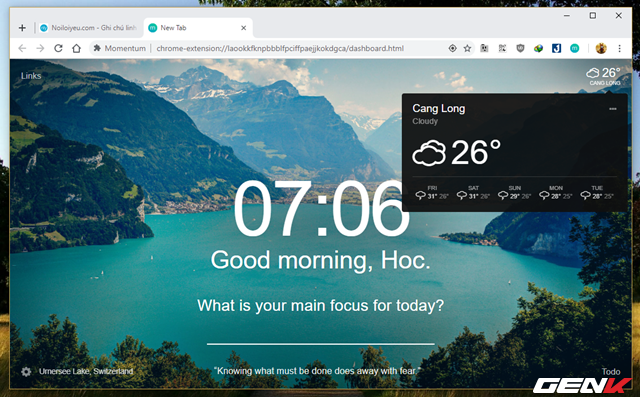 Noiloiyeu.com - Ghi chú linh
New Tab
Momentum
chrome-extension://laookkfknpbbblfpciffpaejjkokdgca/dashboard.html
Links
26°
CANG LONG
Cang Long
Cloudy
26°
FRI SAT SUN MON TUE
31° 26° 31° 26° 29° 26° 28° 25° 28° 25°
07:06
Good morning, Hoc.
What is your main focus for today?
Urnersee Lake, Switzerland
"Knowing what must be done does away with fear."
Todo
GENK